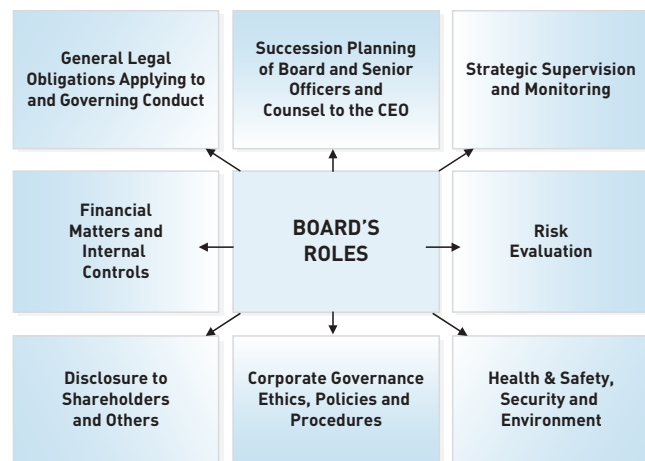 General Legal
Obligations Applying to
and Governing Conduct
Succession Planning
of Board and Senior
Officers and
Counsel to the CEO
Strategic Supervision
and Monitoring
Financial
Matters and
Internal
Controls
BOARD'S
ROLES
Risk
Evaluation
Disclosure to
Shareholders
and Others
Corporate Governance
Ethics, Policies and
Procedures
Health & Safety,
Security and
Environment